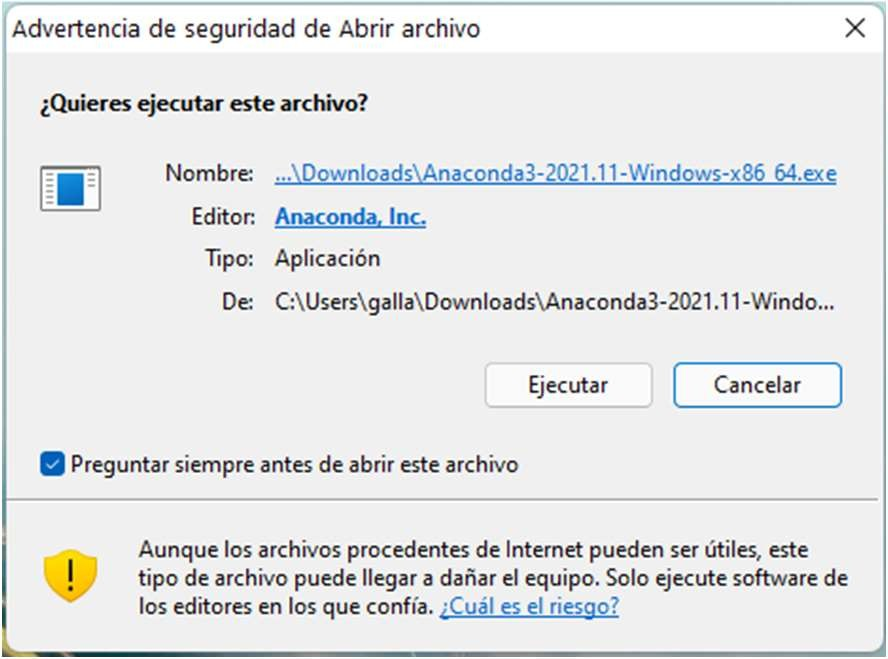 Advertencia de seguridad de Abrir archivo
¿Quieres ejecutar este archivo?
Nombre: ...\Downloads\Anaconda3-2021.11-Windows-x86_64.exe
Editor: Anaconda, Inc.
Tipo: Aplicación
De: C:\Users\galla\Downloads\Anaconda3-2021.11-Windo...
Ejecutar Cancelar
Preguntar siempre antes de abrir este archivo
Aunque los archivos procedentes de Internet pueden ser útiles, este
tipo de archivo puede llegar a dañar el equipo. Solo ejecute software de
los editores en los que confía. ¿Cuál es el riesgo?